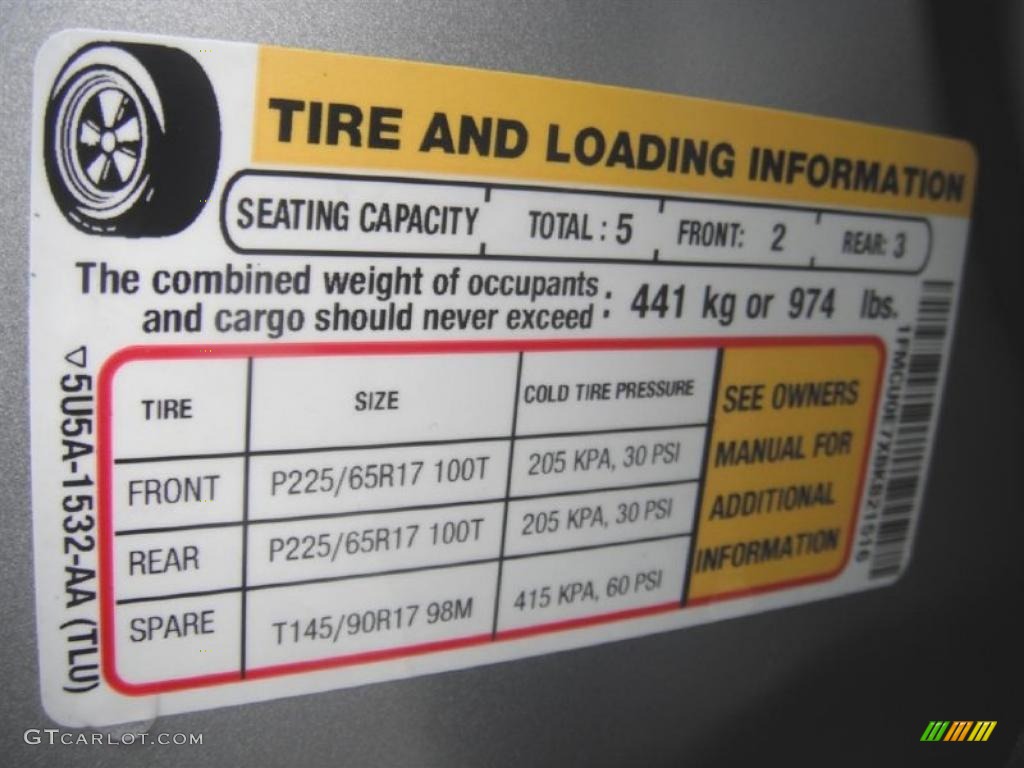 TIRE AND LOADING INFORMATION
SEATING CAPACITY TOTAL : 5 FRONT: 2 REAR: 3
The combined weight of occupants
and cargo should never exceed : 441 kg or 974 lbs.
TIRE SIZE COLD TIRE PRESSURE
FRONT P225/65R17 100T 205 KPA, 30 PSI
REAR P225/65R17 100T 205 KPA, 30 PSI
SPARE T145/90R17 98M 415 KPA, 60 PSI
SEE OWNERS
MANUAL FOR
ADDITIONAL
INFORMATION
5U5A-1532-AA (TLU)
GTCARLOT.COM